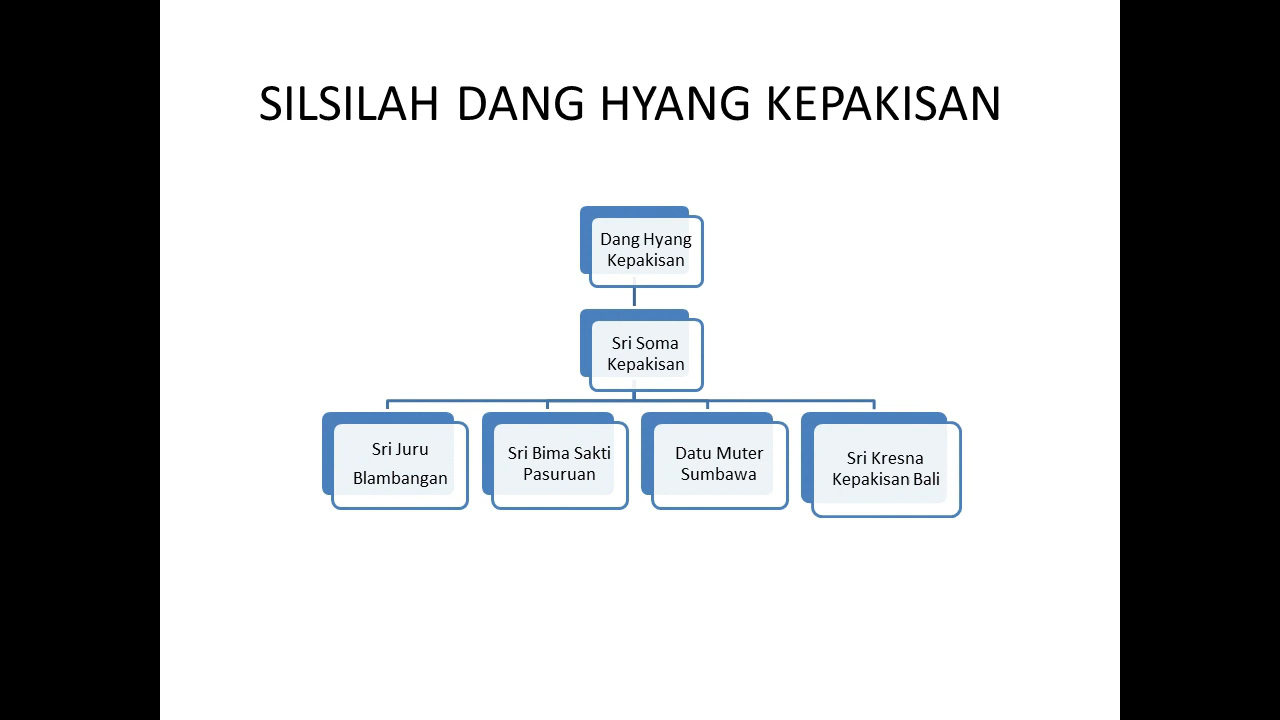 SILSILAH DANG HYANG KEPAKISAN
Dang Hyang
Kepakisan
Sri Soma
Kepakisan
Sri Juru
Blambangan
Sri Bima Sakti
Pasuruan
Datu Muter
Sumbawa
Sri Kresna
Kepakisan Bali